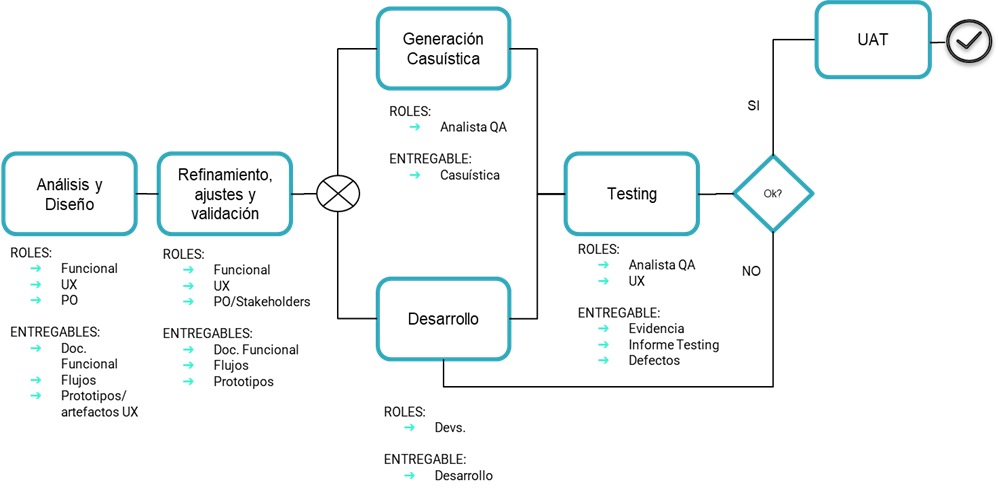 Análisis y
Diseño
ROLES:
Funcional
UX
PO
ENTREGABLES:
Doc.
Funcional
Flujos
Prototipos/
artefactos UX
Refinamiento,
ajustes y
validación
ROLES:
Funcional
UX
PO/Stakeholders
ENTREGABLES:
Doc. Funcional
Flujos
Prototipos
Generación
Casuística
ROLES:
Analista QA
ENTREGABLE:
Casuística
Desarrollo
ROLES:
Devs.
ENTREGABLE:
Desarrollo
Testing
ROLES:
Analista QA
UX
ENTREGABLE:
Evidencia
Informe Testing
Defectos
Ok?
SI
NO
UAT